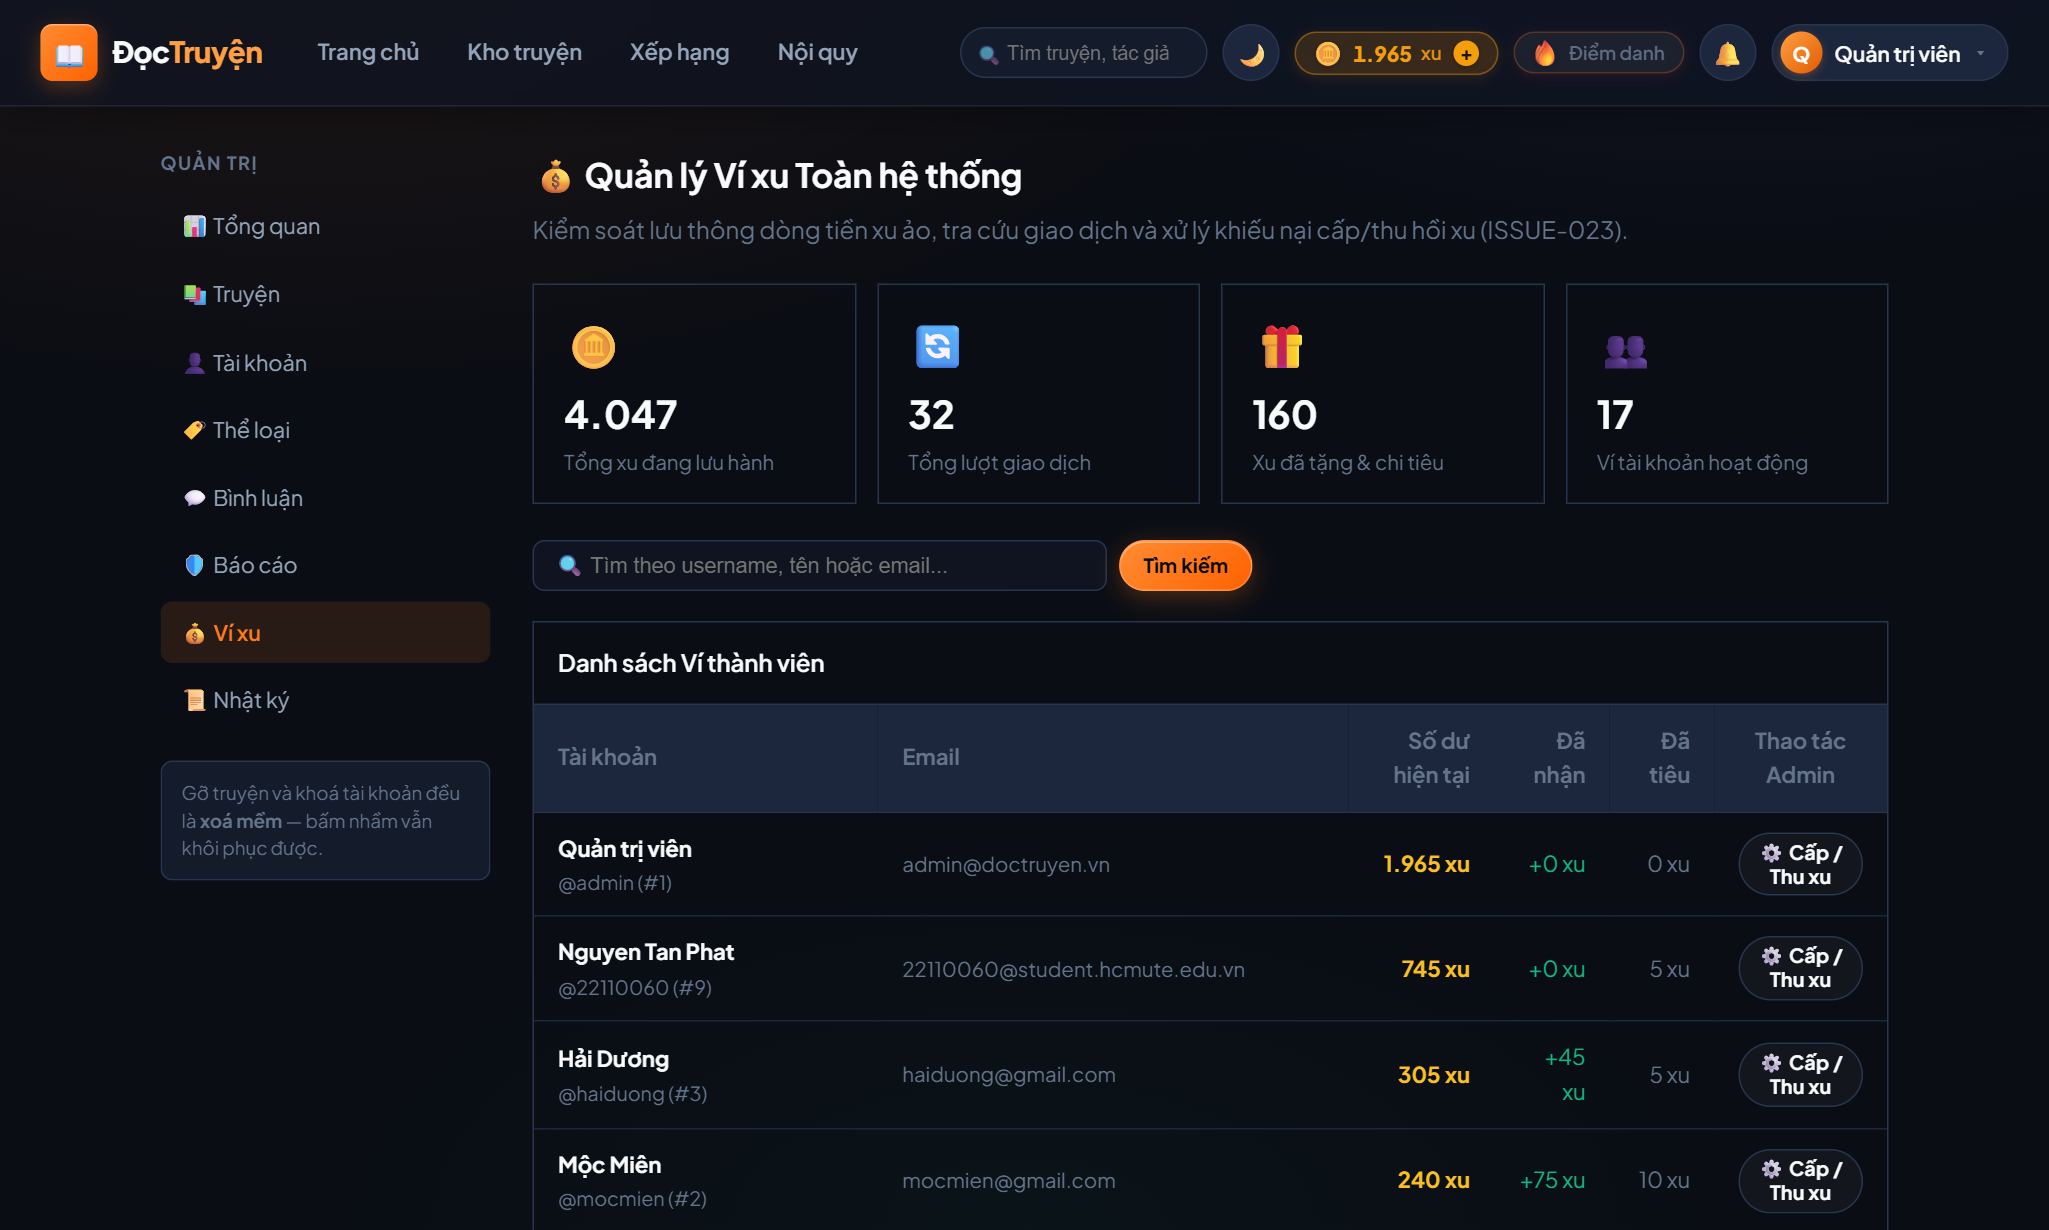 ĐọcTruyện
Trang chủ
Kho truyện
Xếp hạng
Nội quy
Tìm truyện, tác giả
1.965 xu +
Điểm danh
Q
Quản trị viên
QUẢN TRỊ
Tổng quan
Truyện
Tài khoản
Thể loại
Bình luận
Báo cáo
Ví xu
Nhật ký
Gỡ truyện và khoá tài khoản đều
là xoá mềm — bấm nhầm vẫn
khôi phục được.
Quản lý Ví xu Toàn hệ thống
Kiểm soát lưu thông dòng tiền xu ảo, tra cứu giao dịch và xử lý khiếu nại cấp/thu hồi xu (ISSUE-023).
4.047
Tổng xu đang lưu hành
32
Tổng lượt giao dịch
160
Xu đã tặng & chi tiêu
17
Ví tài khoản hoạt động
Tìm theo username, tên hoặc email...
Tìm kiếm
Danh sách Ví thành viên
Tài khoản
Email
Số dư
hiện tại
Đã
nhận
Đã
tiêu
Thao tác
Admin
Quản trị viên
@admin (#1)
admin@doctruyen.vn
1.965 xu
+0 xu
0 xu
Cấp /
Thu xu
Nguyen Tan Phat
@22110060 (#9)
22110060@student.hcmute.edu.vn
745 xu
+0 xu
5 xu
Cấp /
Thu xu
Hải Dương
@haiduong (#3)
haiduong@gmail.com
305 xu
+45
xu
5 xu
Cấp /
Thu xu
Mộc Miên
@mocmien (#2)
mocmien@gmail.com
240 xu
+75 xu
10 xu
Cấp /
Thu xu